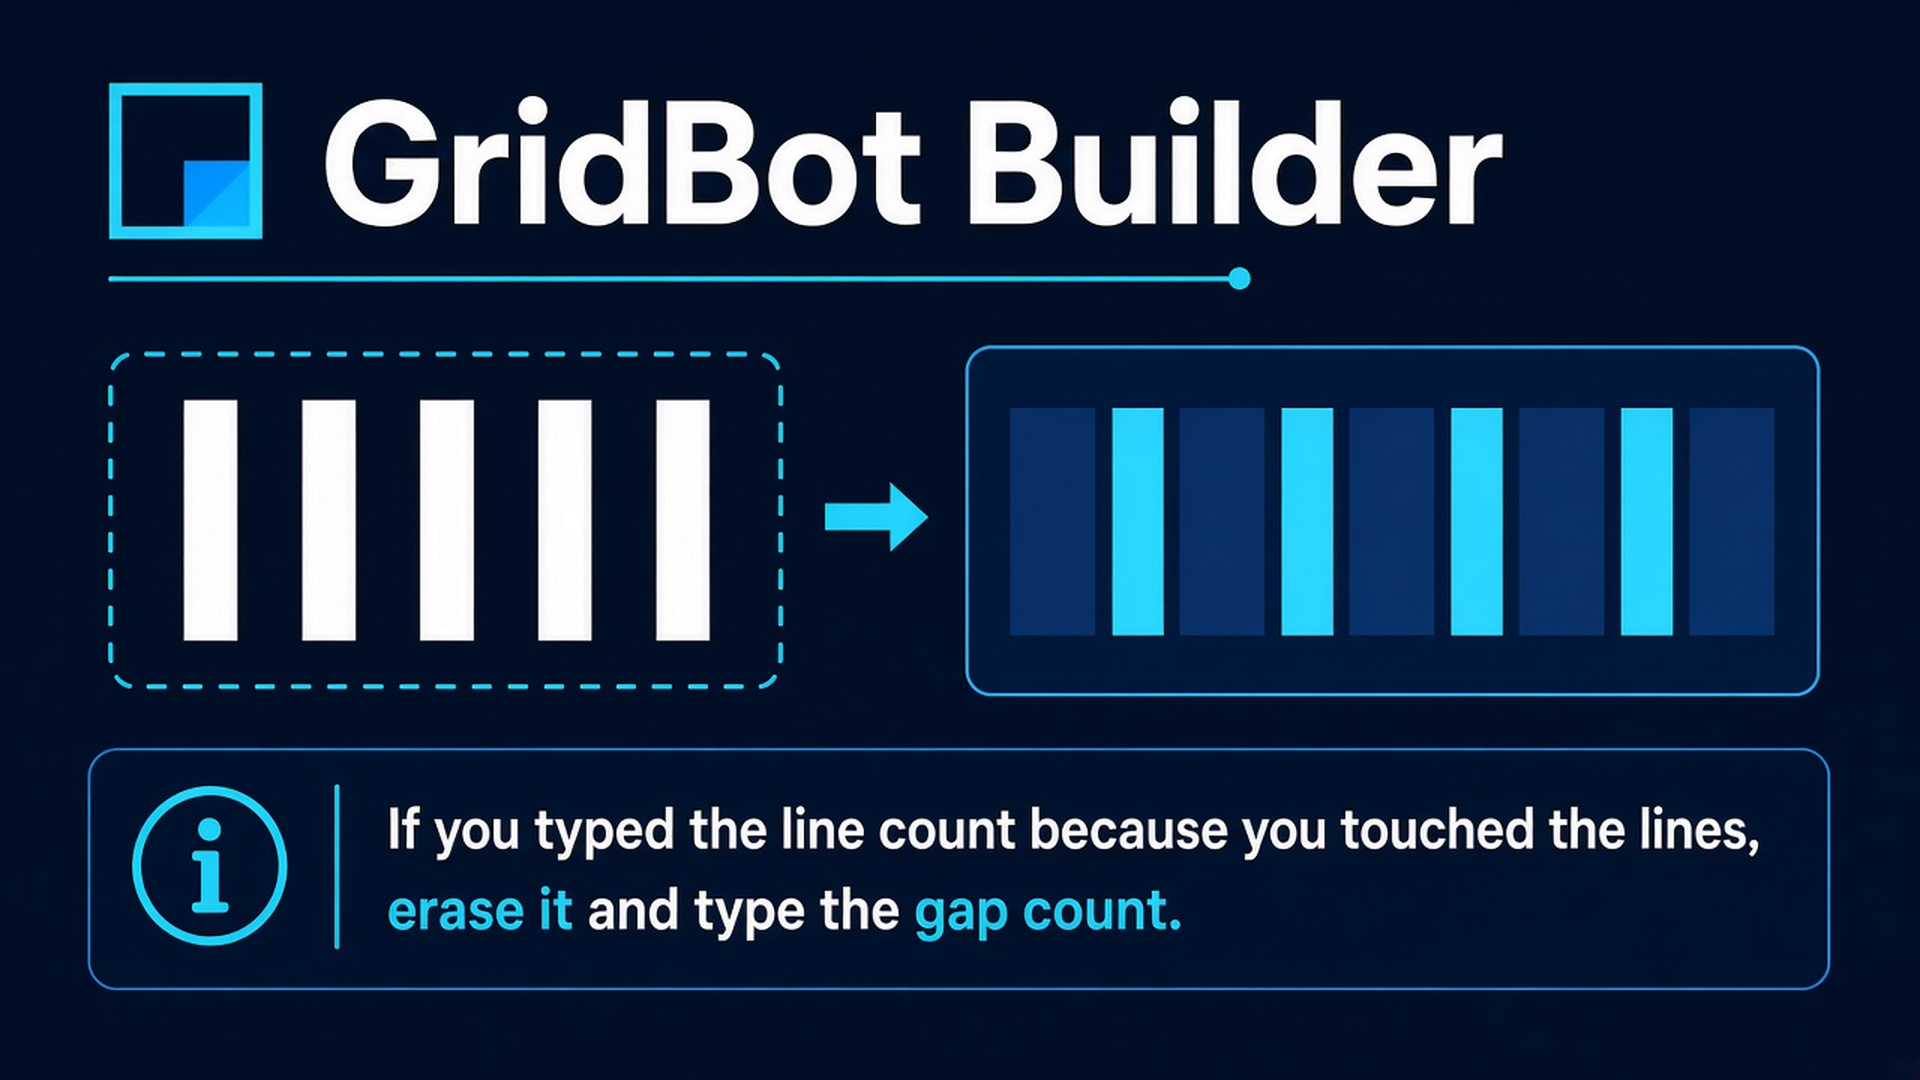 GridBot Builder
If you typed the line count because you touched the lines,
erase it and type the gap count.